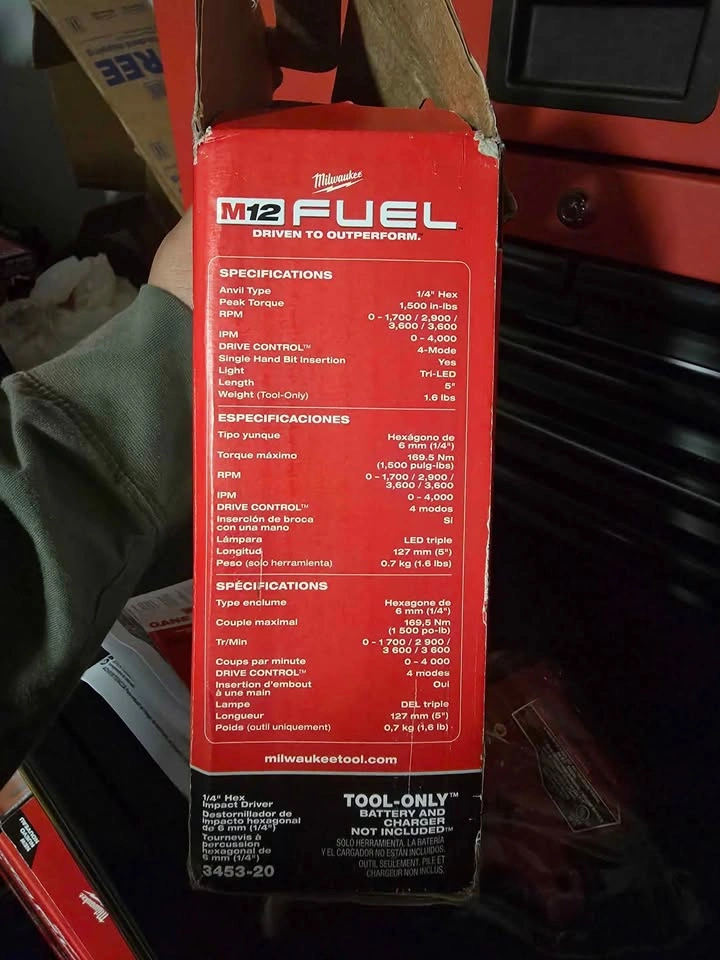 FREE
Milwaukee
M12 FUEL™
DRIVEN TO OUTPERFORM.™
SPECIFICATIONS
Anvil Type 1/4" Hex
Peak Torque 1,500 in-lbs
RPM 0 - 1,700 / 2,900 /
3,600 / 3,600
IPM 0 - 4,000
DRIVE CONTROL™ 4-Mode
Single Hand Bit Insertion Yes
Light Tri-LED
Length 5"
Weight (Tool-Only) 1.6 lbs
ESPECIFICACIONES
Tipo yunque Hexágono de
6 mm (1/4")
Torque máximo 169.5 Nm
(1,500 pulg-lbs)
RPM 0 - 1,700 / 2,900 /
3,600 / 3,600
IPM 0 - 4,000
DRIVE CONTROL™ 4 modos
Inserción de broca Sí
con una mano
Lámpara LED triple
Longitud 127 mm (5")
Peso (solo herramienta) 0.7 kg (1.6 lbs)
SPÉCIFICATIONS
Type enclume Hexagone de
6 mm (1/4")
Couple maximal 169,5 Nm
(1 500 po-lb)
Tr/Min 0 - 1 700 / 2 900 /
3 600 / 3 600
Coups par minute 0 - 4 000
DRIVE CONTROL™ 4 modes
Insertion d'embout Oui
à une main
Lampe DEL triple
Longueur 127 mm (5")
Poids (outil uniquement) 0,7 kg (1,6 lb)
milwaukeetool.com
1/4" Hex
Impact Driver
Destornillador de
impacto hexagonal
de 6 mm (1/4")
Tournevis à
percussion
hexagonal de
6 mm (1/4")
3453-20
TOOL-ONLY™
BATTERY AND
CHARGER
NOT INCLUDED™
SÓLO HERRAMIENTA. LA BATERÍA
Y EL CARGADOR NO ESTÁN INCLUIDOS.
OUTIL SEULEMENT. PILE ET
CHARGEUR NON INCLUS.
Milwaukee